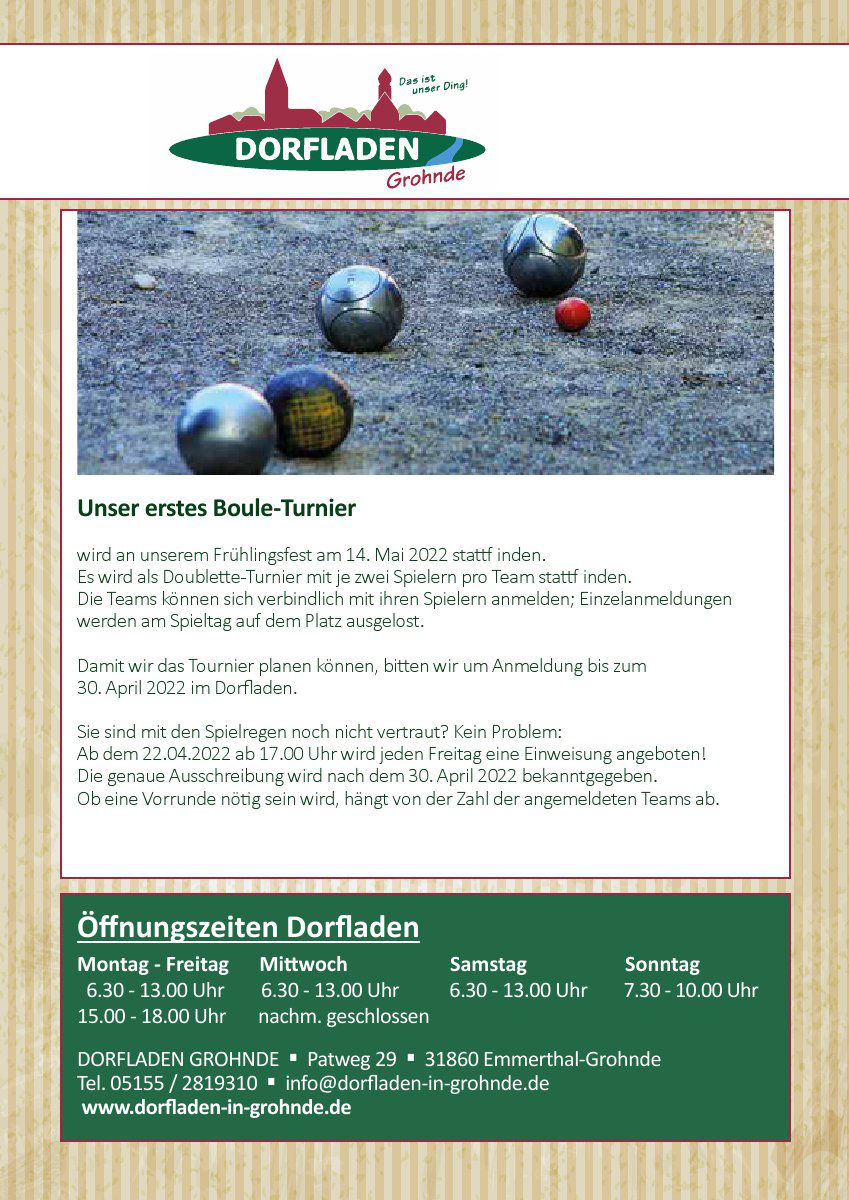 Das ist
unser Ding!
DORFLADEN
Grohnde
Unser erstes Boule-Turnier
wird an unserem Frühlingsfest am 14. Mai 2022 stattf inden.
Es wird als Doublette-Turnier mit je zwei Spielern pro Team stattf inden.
Die Teams können sich verbindlich mit ihren Spielern anmelden; Einzelanmeldungen
werden am Spieltag auf dem Platz ausgelost.
Damit wir das Tournier planen können, bitten wir um Anmeldung bis zum
30. April 2022 im Dorfladen.
Sie sind mit den Spielregen noch nicht vertraut? Kein Problem:
Ab dem 22.04.2022 ab 17.00 Uhr wird jeden Freitag eine Einweisung angeboten!
Die genaue Ausschreibung wird nach dem 30. April 2022 bekanntgegeben.
Ob eine Vorrunde nötig sein wird, hängt von der Zahl der angemeldeten Teams ab.
Öffnungszeiten Dorfladen
Montag - Freitag Mittwoch Samstag Sonntag
6.30 - 13.00 Uhr 6.30 - 13.00 Uhr 6.30 - 13.00 Uhr 7.30 - 10.00 Uhr
15.00 - 18.00 Uhr nachm. geschlossen
DORFLADEN GROHNDE ▪ Patweg 29 ▪ 31860 Emmerthal-Grohnde
Tel. 05155 / 2819310 ▪ info@dorfladen-in-grohnde.de
www.dorfladen-in-grohnde.de